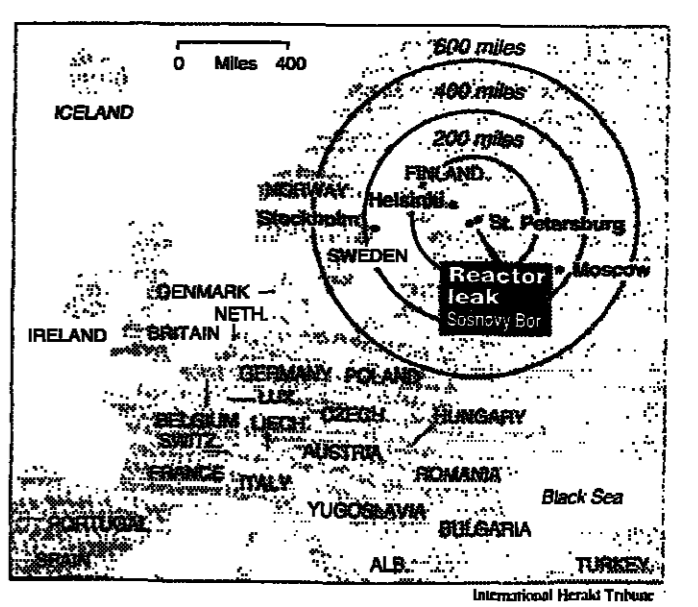 600 miles
0 Miles 400
400 miles
ICELAND
200 miles
FINLAND
NORWAY
Helsinki
Stockholm
St. Petersburg
SWEDEN
Moscow
Reactor
leak
Sosnovy Bor
DENMARK
NETH.
IRELAND
BRITAIN
GERMANY
POLAND
LUX.
BELGIUM
LIECH.
CZECH.
HUNGARY
SWITZ.
AUSTRIA
FRANCE
ITALY
ROMANIA
Black Sea
YUGOSLAVIA
PORTUGAL
BULGARIA
SPAIN
ALB.
TURKEY
International Herald Tribune